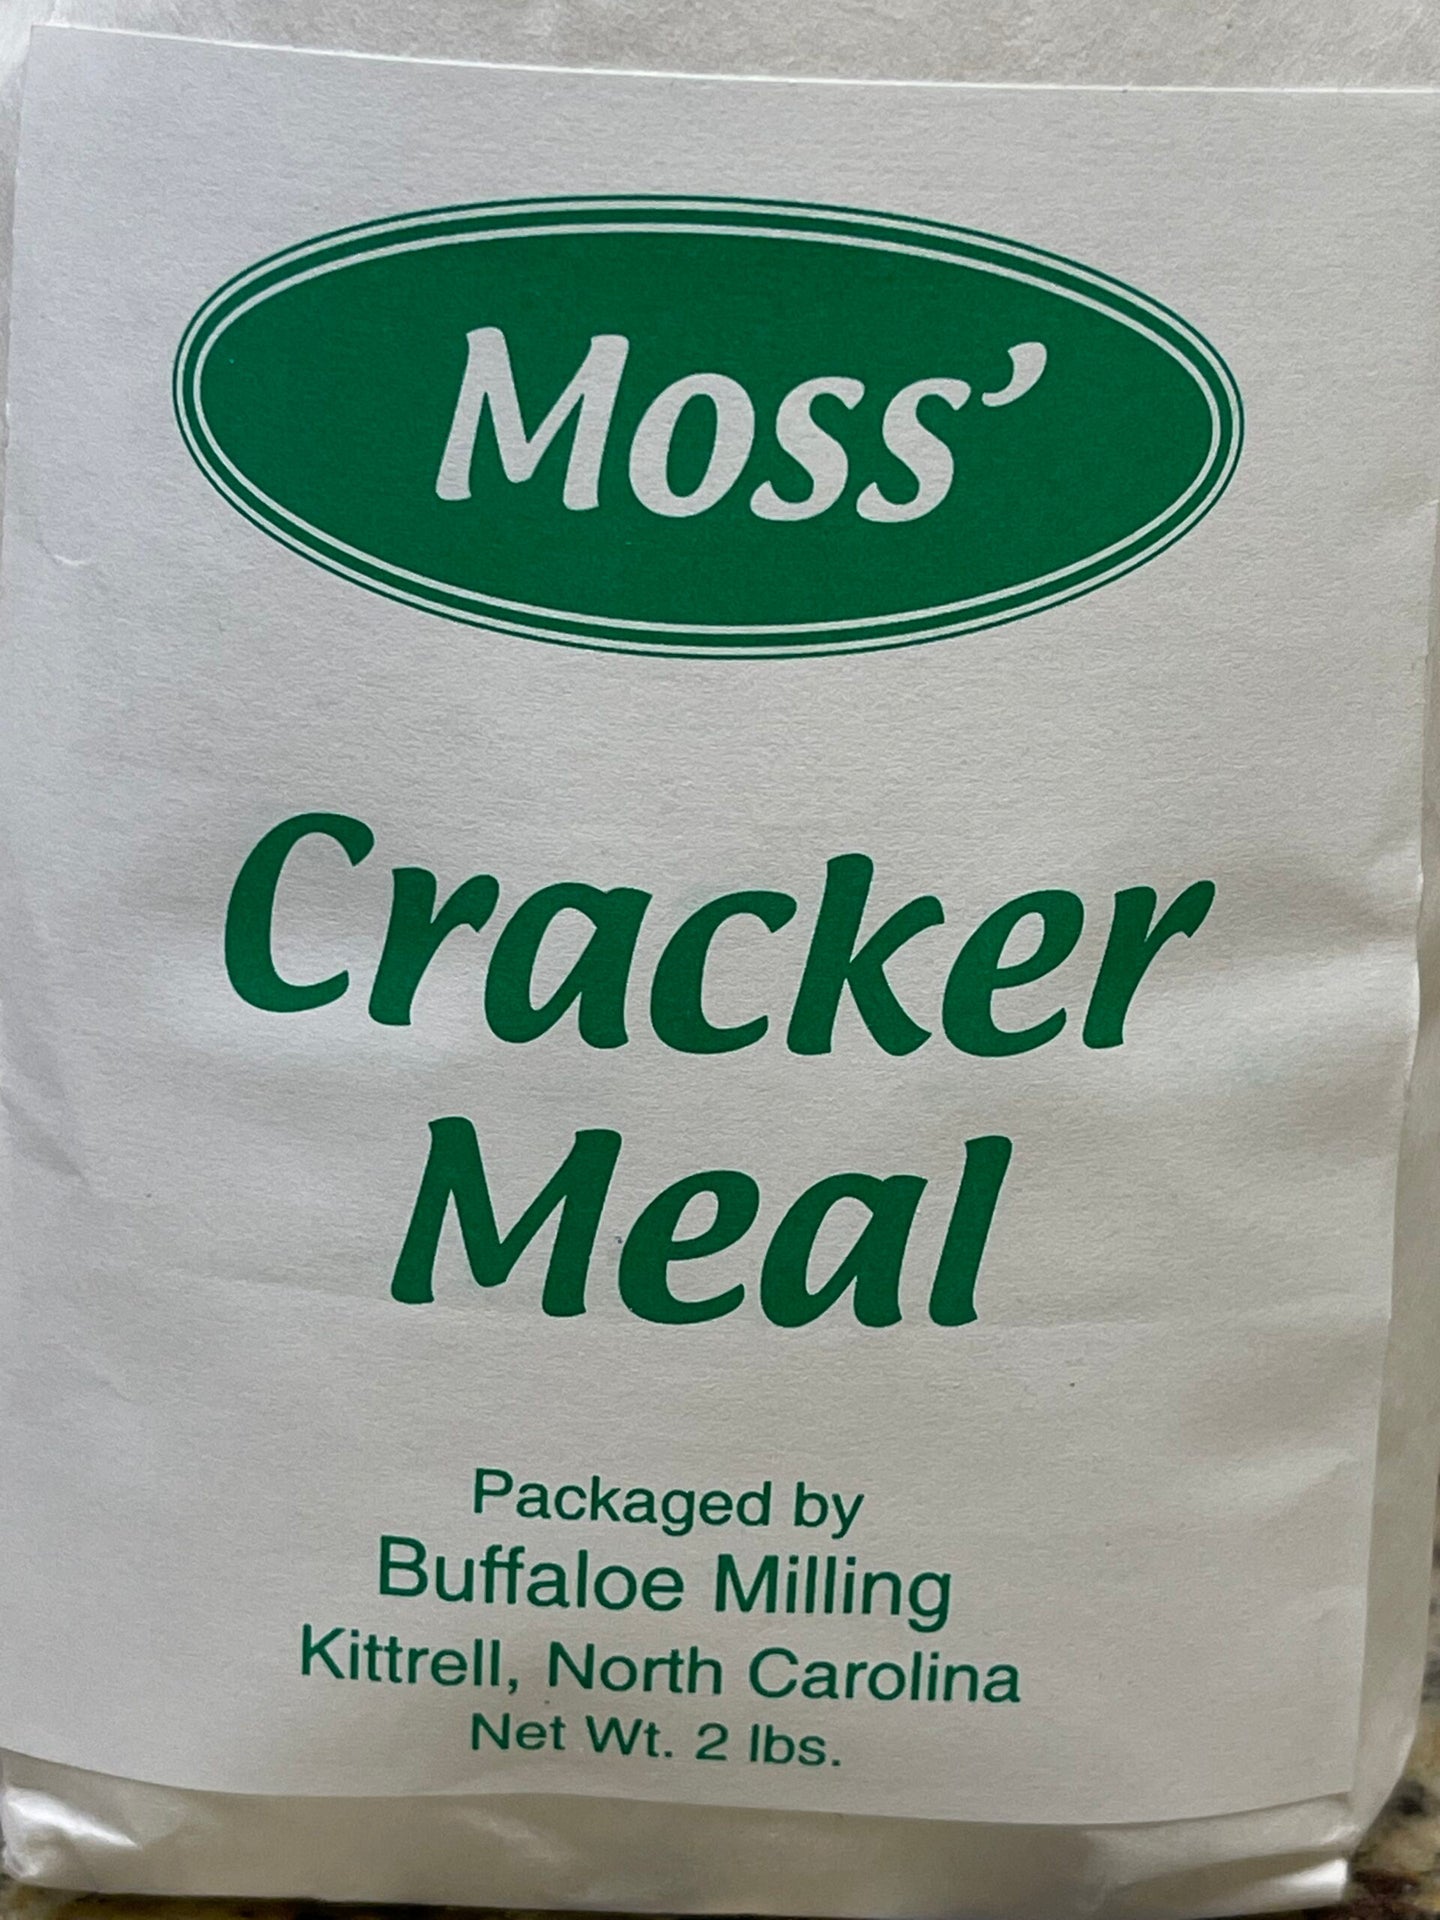 Moss’
Cracker
Meal
Packaged by
Buffaloe Milling
Kittrell, North Carolina
Net Wt. 2 lbs.